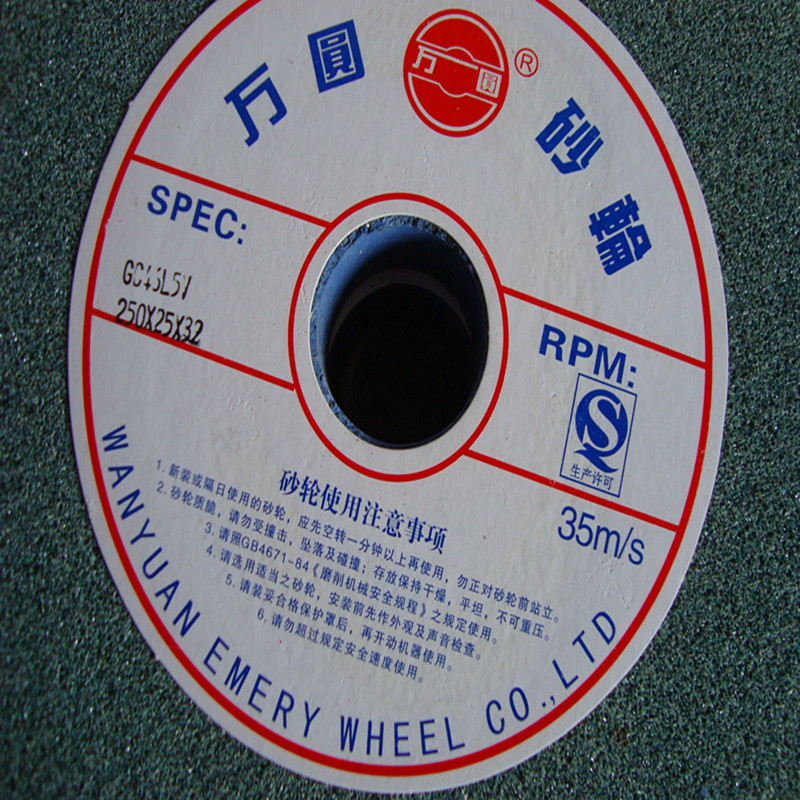 万圓
万圓
®
砂輪
SPEC:
GC46L5V
250X25X32
RPM:
S
生产许可
35m/s
砂轮使用注意事项
1. 新装或隔日使用的砂轮，应先空转一分钟以上再使用，勿正对砂轮前站立。
2. 砂轮质脆，请勿受撞击，坠落及碰撞；存放保持干燥，平坦，不可重压。
3. 请照GB4671-84《磨削机械安全规程》之规定使用。
4. 请选用适当之砂轮，安装前先作外观及声音检查。
5. 请装妥合格保护罩后，再开动机器使用。
6. 请勿超过规定安全速度使用。
WANYUAN EMERY WHEEL CO.,LTD